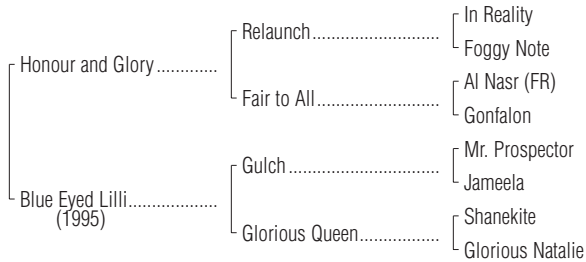 In Reality
Relaunch..............................
Foggy Note
Honour and Glory .............
Al Nasr (FR)
Fair to All.............................
Gonfalon
Mr. Prospector
Gulch ...................................
Jameela
Blue Eyed Lilli...................
(1995)
Shanekite
Glorious Queen...................
Glorious Natalie